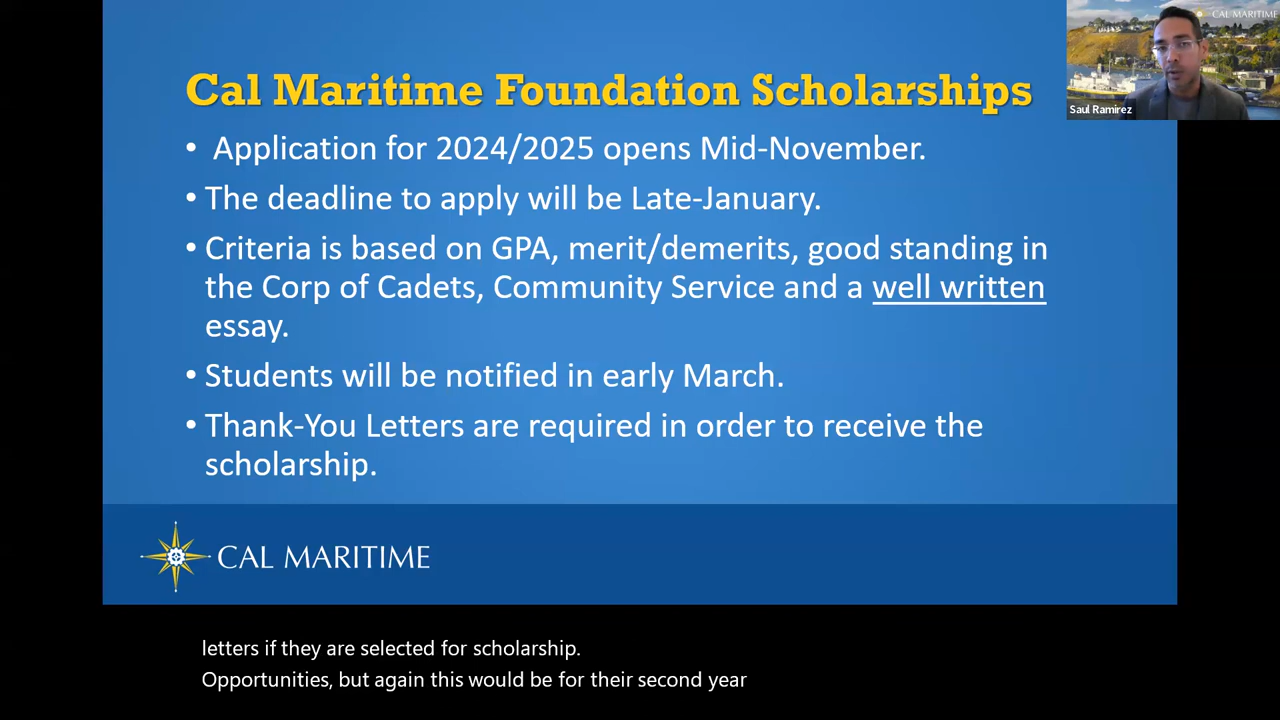 CAL MARITIME
Saul Ramirez
Cal Maritime Foundation Scholarships
• Application for 2024/2025 opens Mid-November.
• The deadline to apply will be Late-January.
• Criteria is based on GPA, merit/demerits, good standing in
the Corp of Cadets, Community Service and a well written
essay.
• Students will be notified in early March.
• Thank-You Letters are required in order to receive the
scholarship.
CAL MARITIME
letters if they are selected for scholarship.
Opportunities, but again this would be for their second year